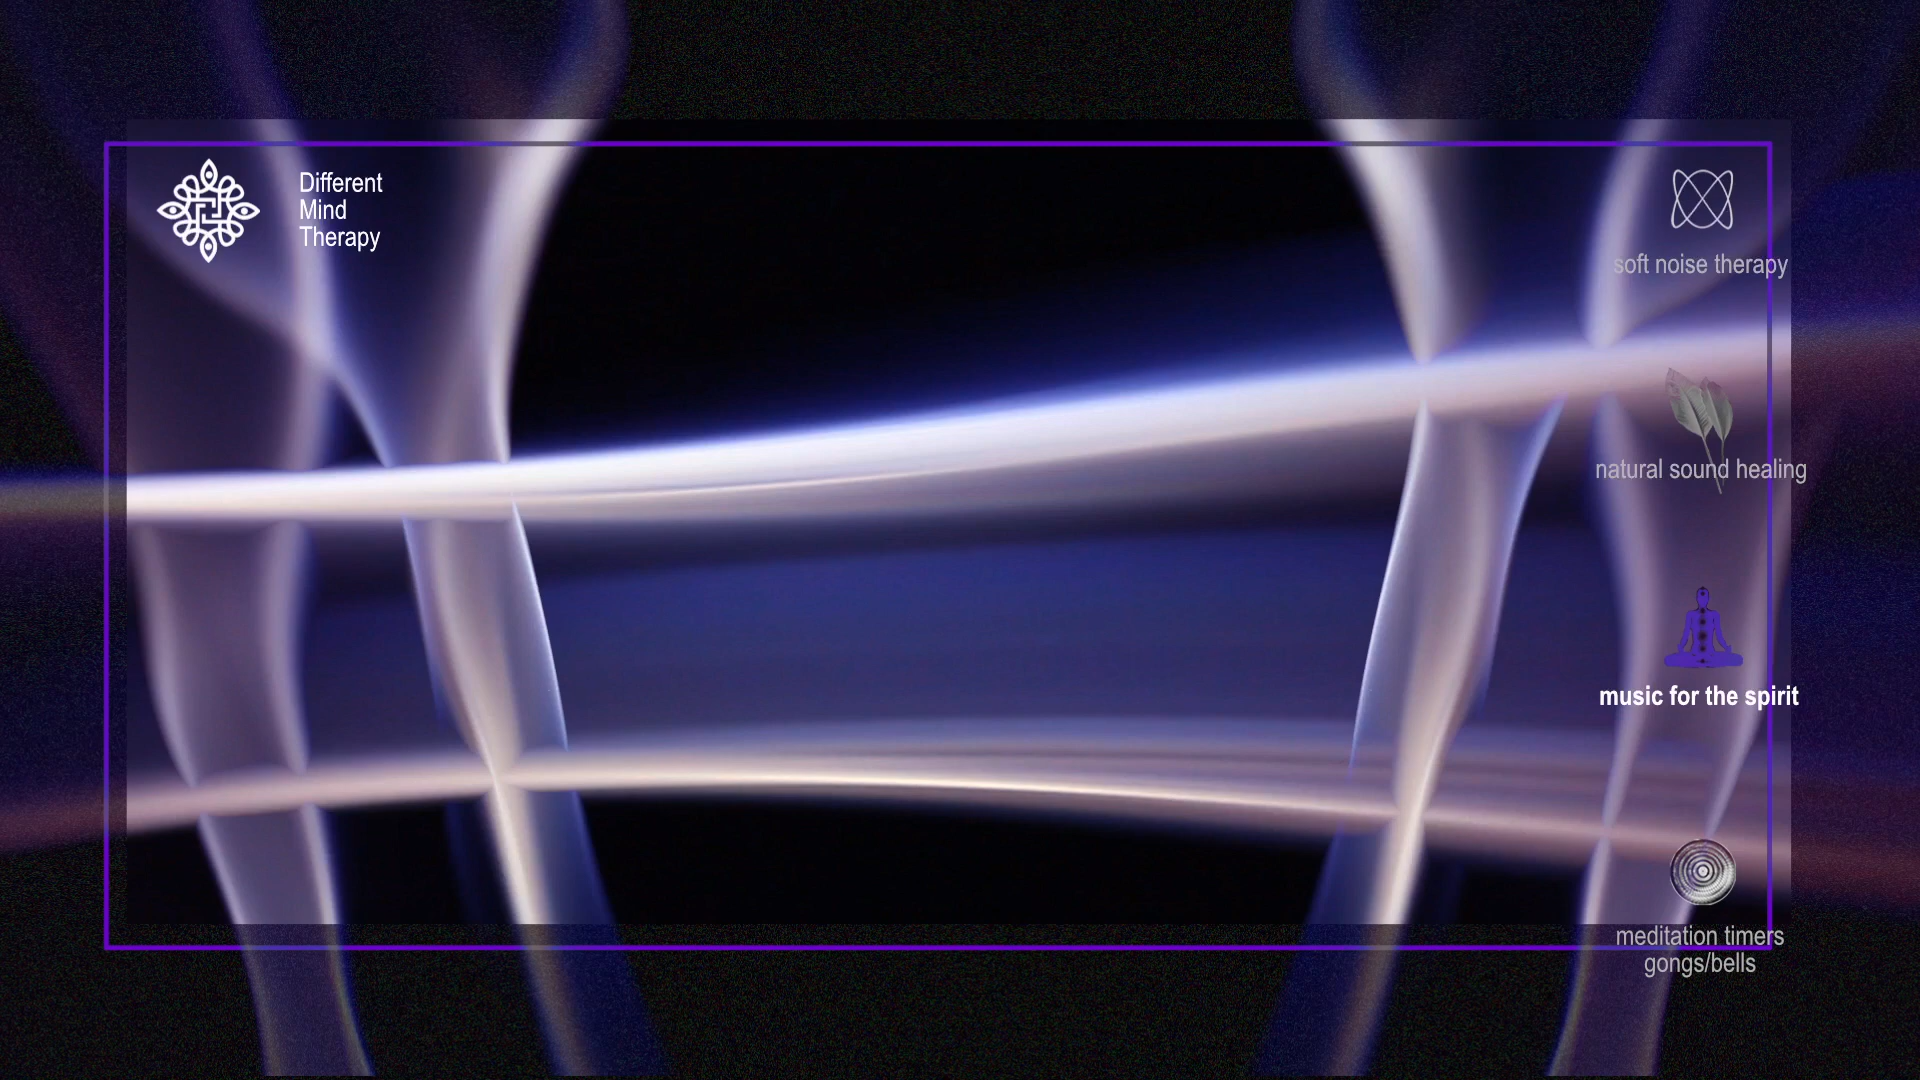 Different
Mind
Therapy
soft noise therapy
natural sound healing
music for the spirit
meditation timers
gongs/bells